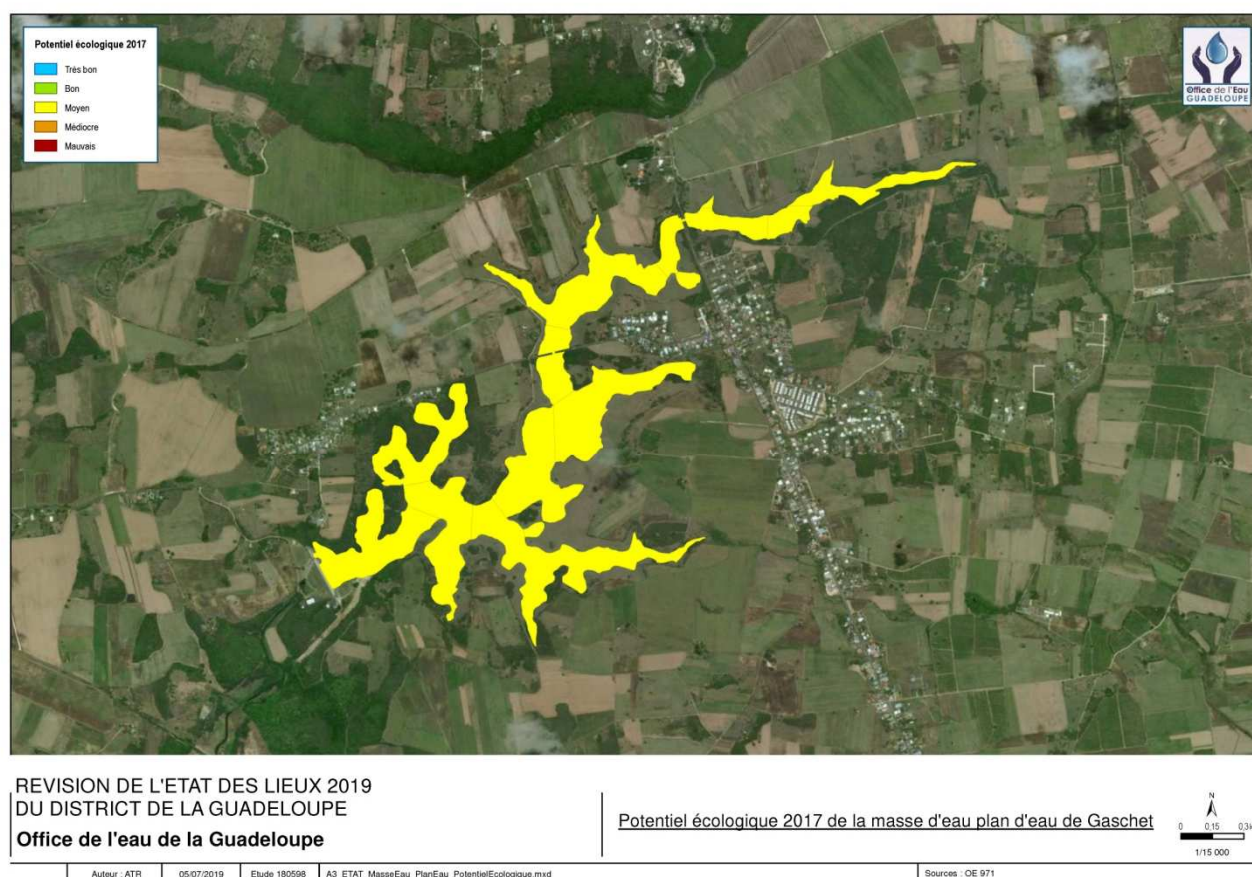 Potentiel écologique 2017
Très bon
Bon
Moyen
Médiocre
Mauvais
Office de l'Eau
GUADELOUPE
REVISION DE L'ETAT DES LIEUX 2019
DU DISTRICT DE LA GUADELOUPE
Office de l'eau de la Guadeloupe
Potentiel écologique 2017 de la masse d'eau plan d'eau de Gaschet
N
0 0,15 0,3
1/15 000
Auteur : ATR 05/07/2019 Etude 180598 A3_ETAT_MasseEau_PlanEau_PotentielEcologique.mxd Sources : OE 971